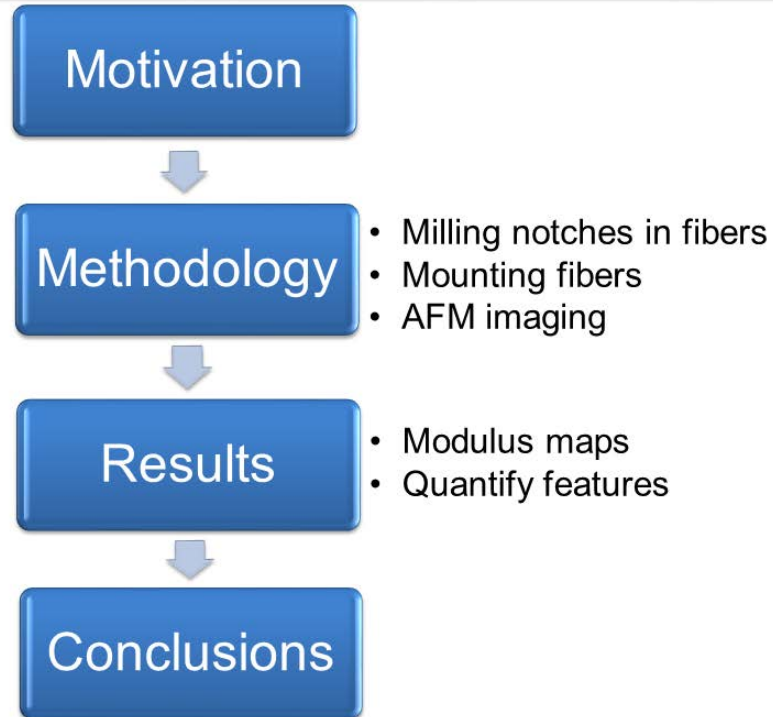 Motivation
Methodology
• Milling notches in fibers
• Mounting fibers
• AFM imaging
Results
• Modulus maps
• Quantify features
Conclusions